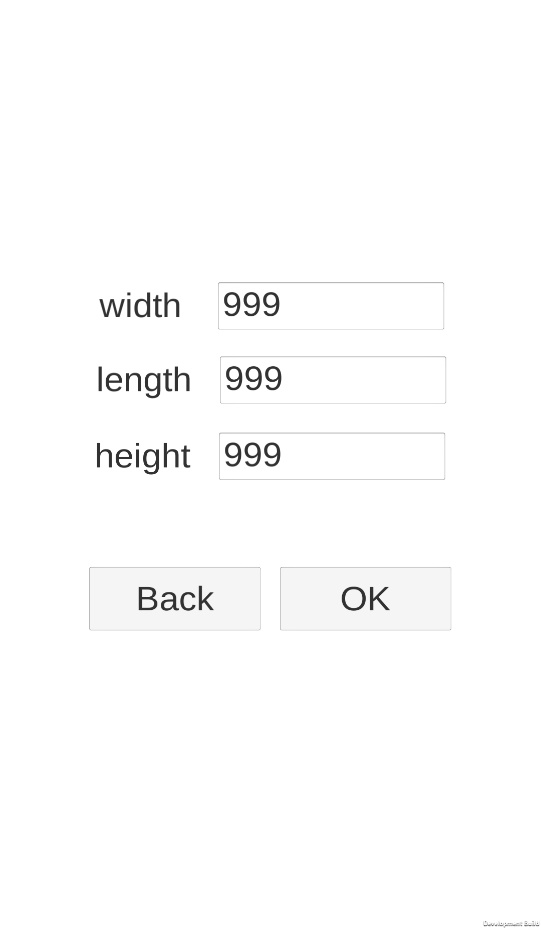 width 999
length 999
height 999
Back OK
Development Build